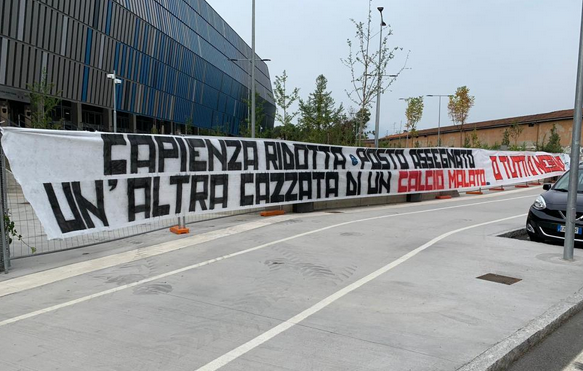 CAPIENZA RIDOTTA E POSTO ASSEGNATO
UN'ALTRA CAZZATA DI UN CALCIO MALATO
O TUTTI O NESSUNO